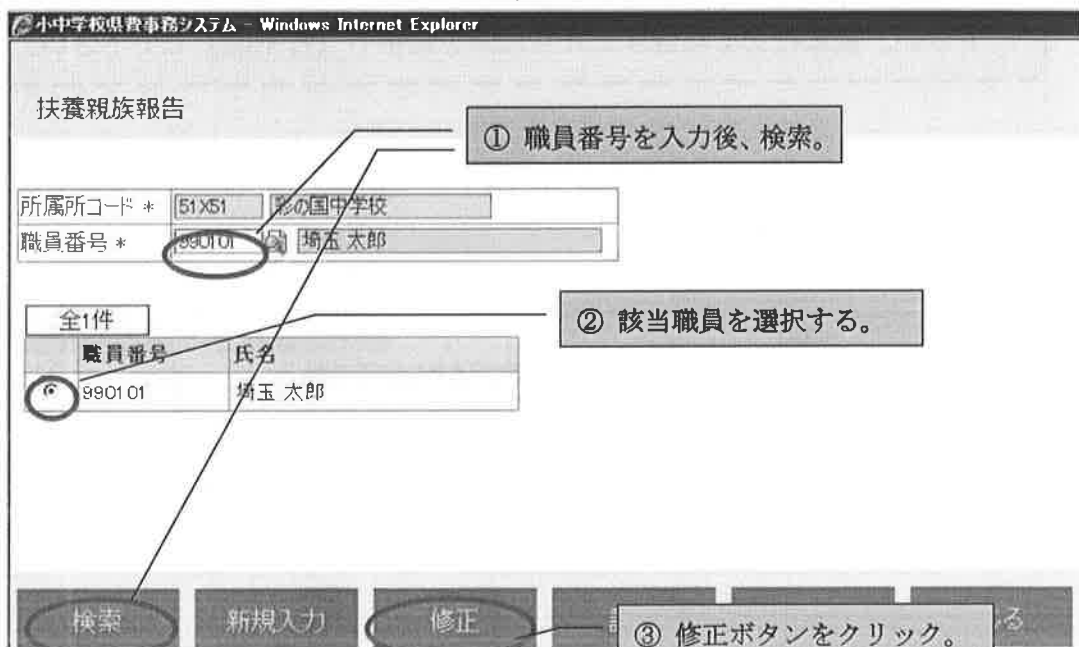 小中学校県費事務システム - Windows Internet Explorer
扶養親族報告
① 職員番号を入力後、検索。
所属所コード * 51X51 彩の国中学校
職員番号 * 990101 埼玉 太郎
全1件
② 該当職員を選択する。
職員番号 氏名
990101 埼玉 太郎
検索 新規入力 修正
③ 修正ボタンをクリック。